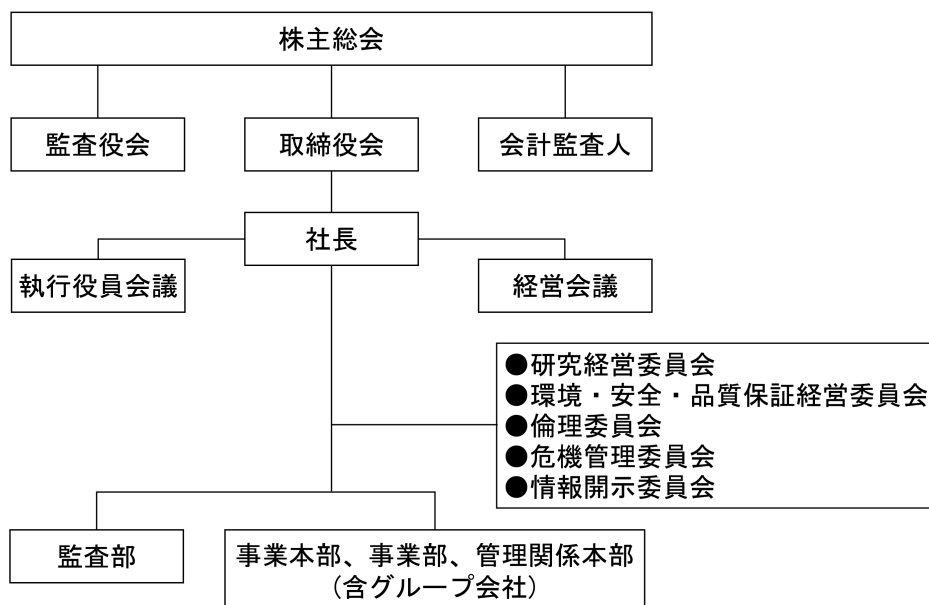 株主総会
監査役会
取締役会
会計監査人
社長
執行役員会議
経営会議
●研究経営委員会
●環境・安全・品質保証経営委員会
●倫理委員会
●危機管理委員会
●情報開示委員会
監査部
事業本部、事業部、管理関係本部
(含グループ会社)